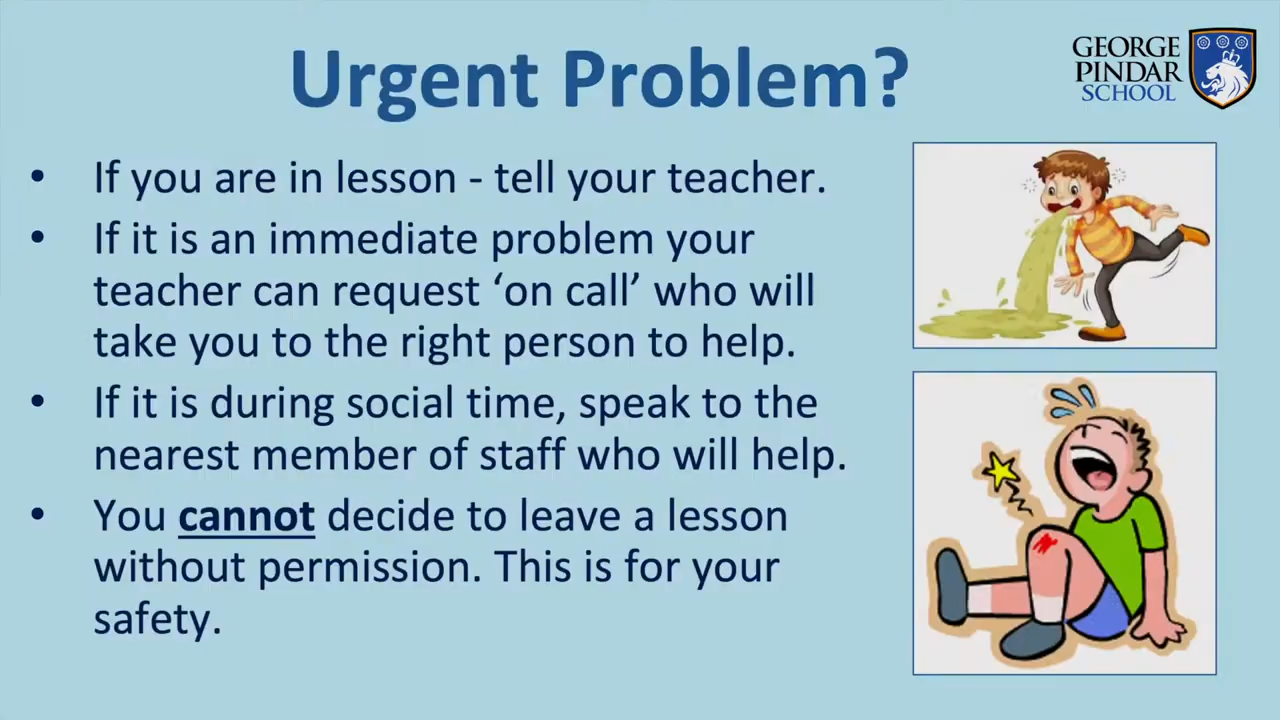 Urgent Problem?
GEORGE
PINDAR
SCHOOL
• If you are in lesson - tell your teacher.
• If it is an immediate problem your
teacher can request ‘on call’ who will
take you to the right person to help.
• If it is during social time, speak to the
nearest member of staff who will help.
• You cannot decide to leave a lesson
without permission. This is for your
safety.